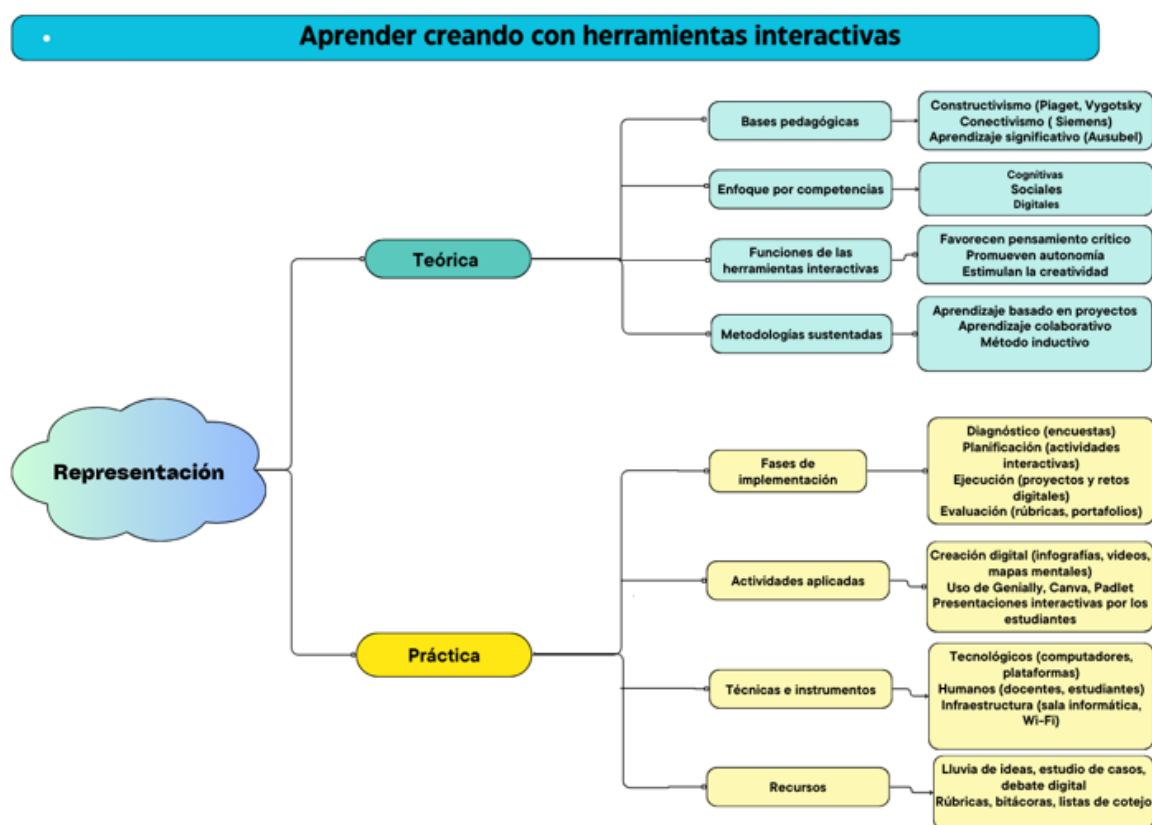 Aprender creando con herramientas interactivas
Representación
Teórica
Bases pedagógicas
Constructivismo (Piaget, Vygotsky
Conectivismo ( Siemens)
Aprendizaje significativo (Ausubel)
Enfoque por competencias
Cognitivas
Sociales
Digitales
Funciones de las
herramientas interactivas
Favorecen pensamiento crítico
Promueven autonomía
Estimulan la creatividad
Metodologías sustentadas
Aprendizaje basado en proyectos
Aprendizaje colaborativo
Método inductivo
Práctica
Fases de
implementación
Diagnóstico (encuestas)
Planificación (actividades
interactivas)
Ejecución (proyectos y retos
digitales)
Evaluación (rúbricas, portafolios)
Actividades aplicadas
Creación digital (infografías, videos,
mapas mentales)
Uso de Genially, Canva, Padlet
Presentaciones interactivas por los
estudiantes
Técnicas e instrumentos
Tecnológicos (computadores,
plataformas)
Humanos (docentes, estudiantes)
Infraestructura (sala informática,
Wi-Fi)
Recursos
Lluvia de ideas, estudio de casos,
debate digital
Rúbricas, bitácoras, listas de cotejo